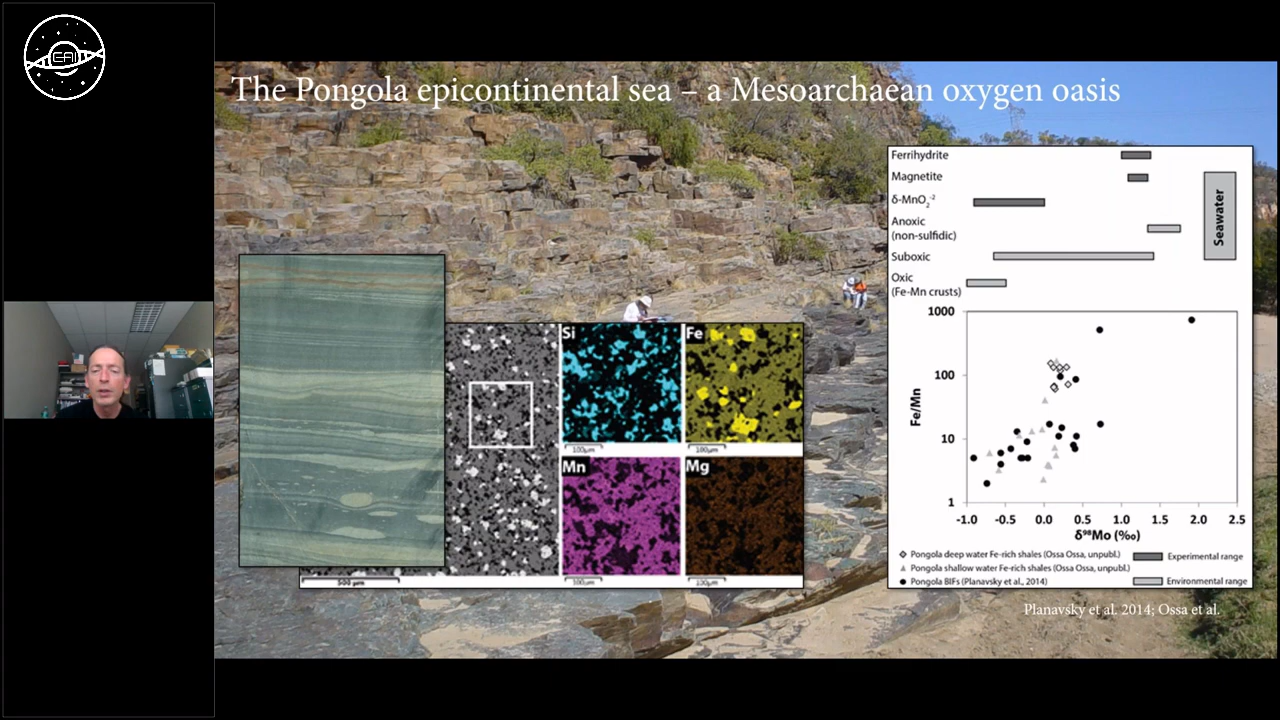 EAI
The Pongola epicontinental sea – a Mesoarchaean oxygen oasis
Si
Fe
100µm
100µm
Mn
Mg
100µm
100µm
500 µm
Ferrihydrite
Magnetite
δ-MnO₂⁻²
Anoxic
(non-sulfidic)
Suboxic
Oxic
(Fe-Mn crusts)
Seawater
1000
100
10
1
Fe/Mn
-1.0 -0.5 0.0 0.5 1.0 1.5 2.0 2.5
δ⁹⁸Mo (‰)
Pongola deep water Fe-rich shales (Ossa Ossa, unpubl.)
Pongola shallow water Fe-rich shales (Ossa Ossa, unpubl.)
Pongola BIFs (Planavsky et al., 2014)
Experimental range
Environmental range
Planavsky et al. 2014; Ossa et al.